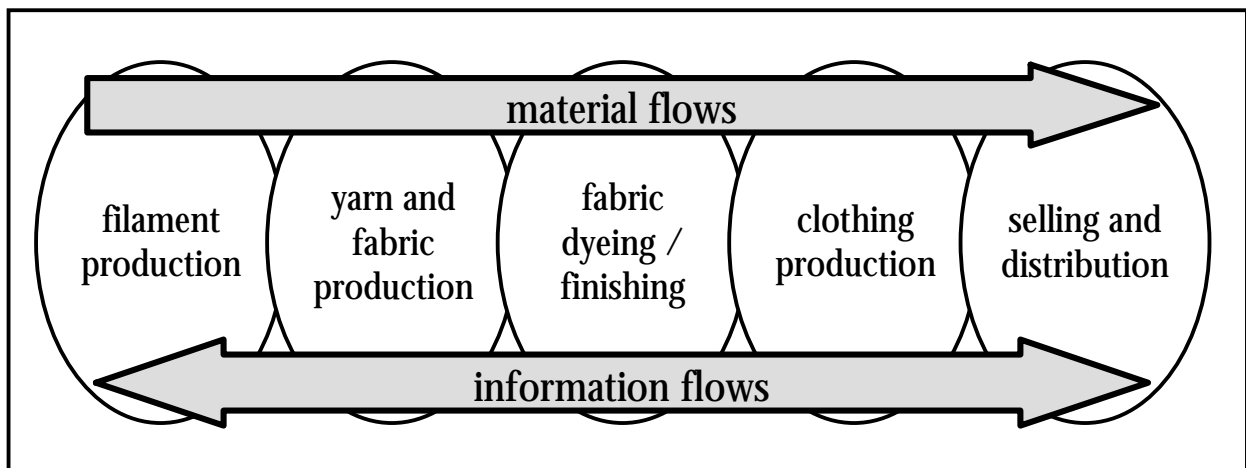 material flows
filament
production
yarn and
fabric
production
fabric
dyeing /
finishing
clothing
production
selling and
distribution
information flows